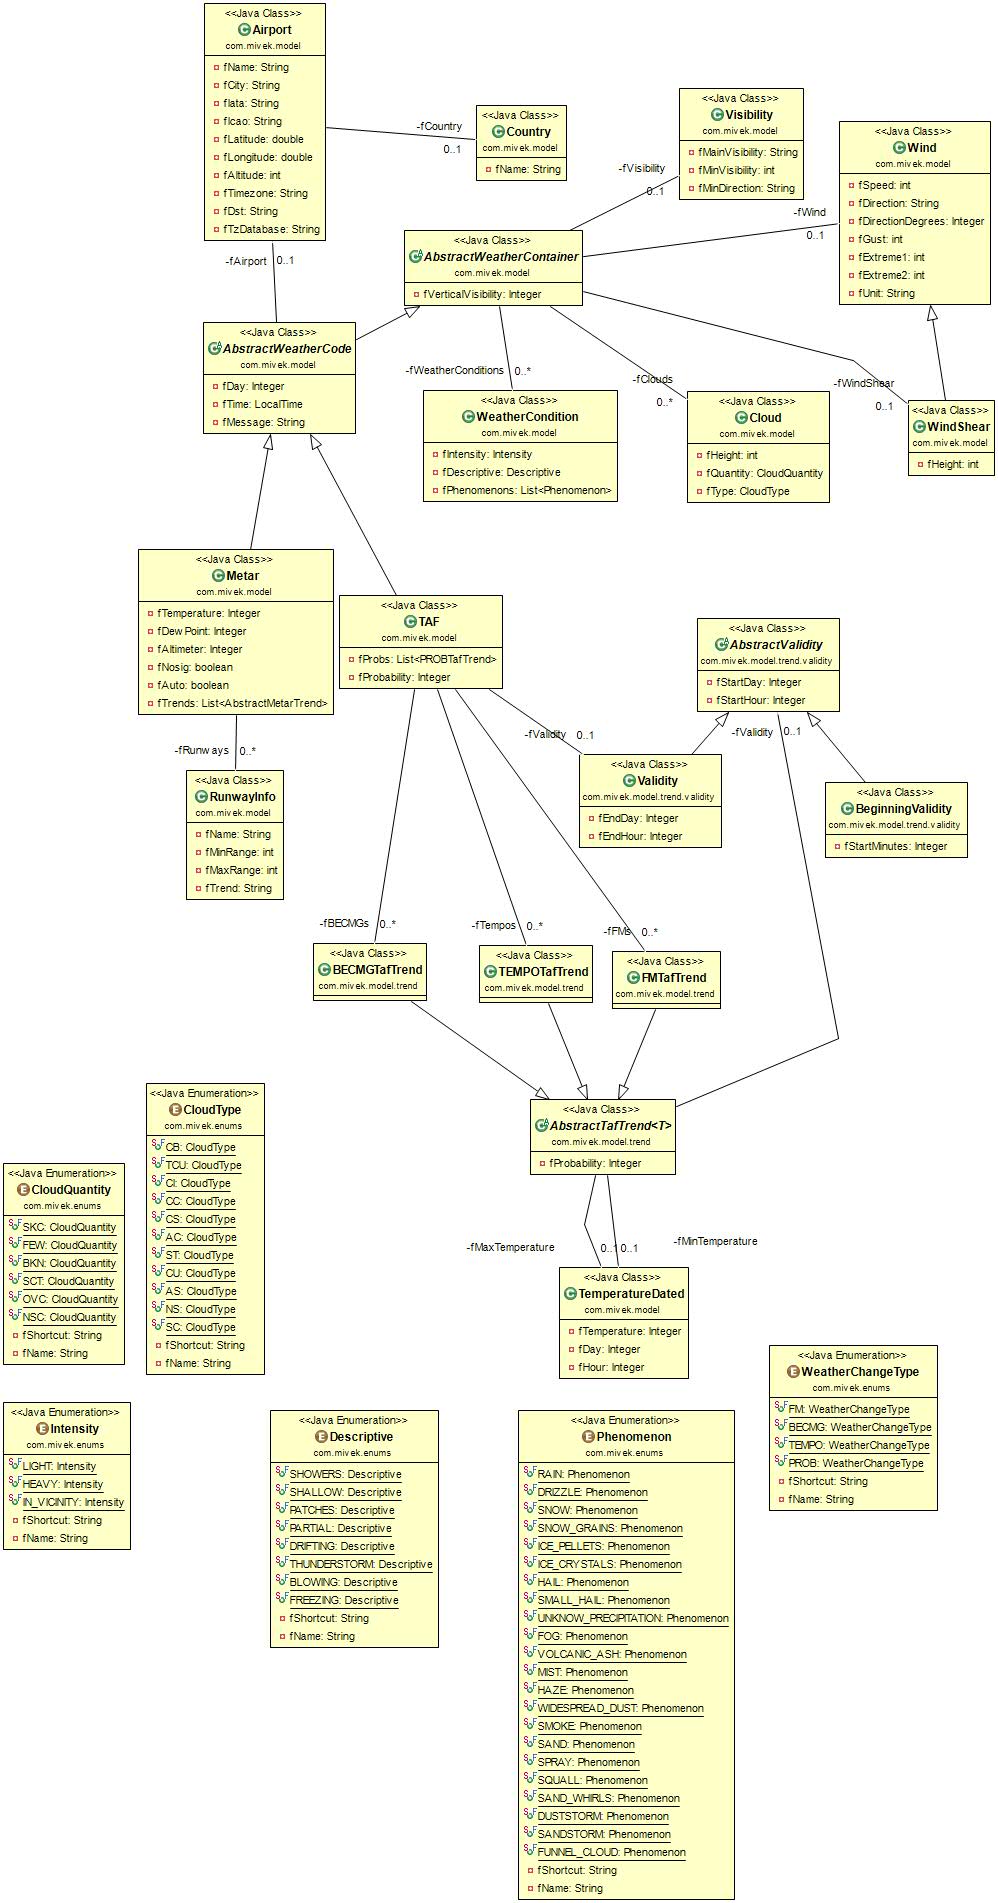 <<Java Class>>
Airport
com.mivek.model
fName: String
fCity: String
fIata: String
fIcao: String
fLatitude: double
fLongitude: double
fAltitude: int
fTimezone: String
fDst: String
fTzDatabase: String
-fCountry
0..1
<<Java Class>>
Country
com.mivek.model
fName: String
<<Java Class>>
Visibility
com.mivek.model
fMainVisibility: String
fMinVisibility: int
fMinDirection: String
-fVisibility
0..1
<<Java Class>>
Wind
com.mivek.model
fSpeed: int
fDirection: String
fDirectionDegrees: Integer
fGust: int
fExtreme1: int
fExtreme2: int
fUnit: String
-fWind
0..1
<<Java Class>>
AbstractWeatherContainer
com.mivek.model
fVerticalVisibility: Integer
-fAirport
0..1
<<Java Class>>
AbstractWeatherCode
com.mivek.model
fDay: Integer
fTime: LocalTime
fMessage: String
-fWeatherConditions
0..*
<<Java Class>>
WeatherCondition
com.mivek.model
fIntensity: Intensity
fDescriptive: Descriptive
fPhenomenons: List<Phenomenon>
-fClouds
0..*
<<Java Class>>
Cloud
com.mivek.model
fHeight: int
fQuantity: CloudQuantity
fType: CloudType
-fWindShear
0..1
<<Java Class>>
WindShear
com.mivek.model
fHeight: int
<<Java Class>>
Metar
com.mivek.model
fTemperature: Integer
fDewPoint: Integer
fAltimeter: Integer
fNosig: boolean
fAuto: boolean
fTrends: List<AbstractMetarTrend>
<<Java Class>>
TAF
com.mivek.model
fProbs: List<PROBTafTrend>
fProbability: Integer
<<Java Class>>
AbstractValidity
com.mivek.model.trend.validity
fStartDay: Integer
fStartHour: Integer
-fRunways
0..*
<<Java Class>>
RunwayInfo
com.mivek.model
fName: String
fMinRange: int
fMaxRange: int
fTrend: String
-fValidity
0..1
<<Java Class>>
Validity
com.mivek.model.trend.validity
fEndDay: Integer
fEndHour: Integer
-fValidity
0..1
<<Java Class>>
BeginningValidity
com.mivek.model.trend.validity
fStartMinutes: Integer
-fBECMGs
0..*
<<Java Class>>
BECMGTafTrend
com.mivek.model.trend
-fTempos
0..*
<<Java Class>>
TEMPOTafTrend
com.mivek.model.trend
-fFMs
0..*
<<Java Class>>
FMTafTrend
com.mivek.model.trend
<<Java Class>>
AbstractTafTrend<T>
com.mivek.model.trend
fProbability: Integer
-fMaxTemperature
0..1
0..1
-fMinTemperature
<<Java Class>>
TemperatureDated
com.mivek.model
fTemperature: Integer
fDay: Integer
fHour: Integer
<<Java Enumeration>>
CloudType
com.mivek.enums
CB: CloudType
TCU: CloudType
CI: CloudType
CC: CloudType
CS: CloudType
AC: CloudType
ST: CloudType
CU: CloudType
AS: CloudType
NS: CloudType
SC: CloudType
fShortcut: String
fName: String
<<Java Enumeration>>
CloudQuantity
com.mivek.enums
SKC: CloudQuantity
FEW: CloudQuantity
BKN: CloudQuantity
SCT: CloudQuantity
OVC: CloudQuantity
NSC: CloudQuantity
fShortcut: String
fName: String
<<Java Enumeration>>
WeatherChangeType
com.mivek.enums
FM: WeatherChangeType
BECMG: WeatherChangeType
TEMPO: WeatherChangeType
PROB: WeatherChangeType
fShortcut: String
fName: String
<<Java Enumeration>>
Intensity
com.mivek.enums
LIGHT: Intensity
HEAVY: Intensity
IN_VICINITY: Intensity
fShortcut: String
fName: String
<<Java Enumeration>>
Descriptive
com.mivek.enums
SHOWERS: Descriptive
SHALLOW: Descriptive
PATCHES: Descriptive
PARTIAL: Descriptive
DRIFTING: Descriptive
THUNDERSTORM: Descriptive
BLOWING: Descriptive
FREEZING: Descriptive
fShortcut: String
fName: String
<<Java Enumeration>>
Phenomenon
com.mivek.enums
RAIN: Phenomenon
DRIZZLE: Phenomenon
SNOW: Phenomenon
SNOW_GRAINS: Phenomenon
ICE_PELLETS: Phenomenon
ICE_CRYSTALS: Phenomenon
HAIL: Phenomenon
SMALL_HAIL: Phenomenon
UNKNOW_PRECIPITATION: Phenomenon
FOG: Phenomenon
VOLCANIC_ASH: Phenomenon
MIST: Phenomenon
HAZE: Phenomenon
WIDESPREAD_DUST: Phenomenon
SMOKE: Phenomenon
SAND: Phenomenon
SPRAY: Phenomenon
SQUALL: Phenomenon
SAND_WHIRLS: Phenomenon
DUSTSTORM: Phenomenon
SANDSTORM: Phenomenon
FUNNEL_CLOUD: Phenomenon
fShortcut: String
fName: String